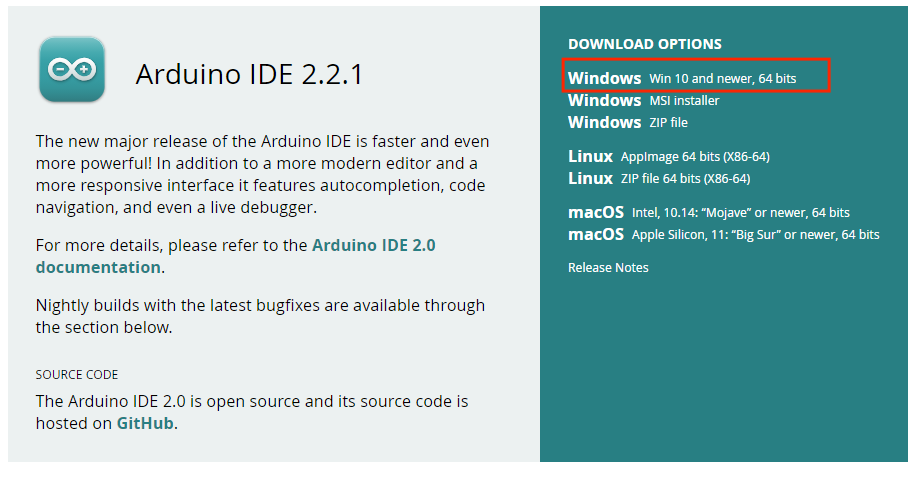 Arduino IDE 2.2.1
The new major release of the Arduino IDE is faster and even
more powerful! In addition to a more modern editor and a
more responsive interface it features autocompletion, code
navigation, and even a live debugger.
For more details, please refer to the Arduino IDE 2.0
documentation.
Nightly builds with the latest bugfixes are available through
the section below.
SOURCE CODE
The Arduino IDE 2.0 is open source and its source code is
hosted on GitHub.
DOWNLOAD OPTIONS
Windows Win 10 and newer, 64 bits
Windows MSI installer
Windows ZIP file
Linux AppImage 64 bits (X86-64)
Linux ZIP file 64 bits (X86-64)
macOS Intel, 10.14: “Mojave” or newer, 64 bits
macOS Apple Silicon, 11: “Big Sur” or newer, 64 bits
Release Notes